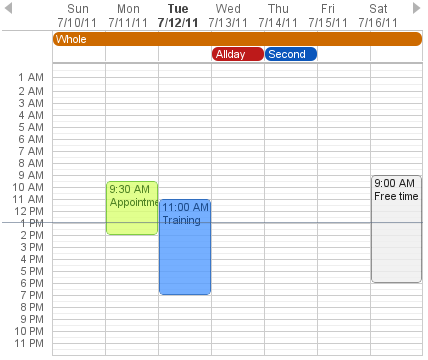 Sun Mon Tue Wed Thu Fri Sat
7/10/11 7/11/11 7/12/11 7/13/11 7/14/11 7/15/11 7/16/11
Whole
Allday Second
1 AM
2 AM
3 AM
4 AM
5 AM
6 AM
7 AM
8 AM
9 AM
9:00 AM
Free time
10 AM
9:30 AM
Appointme
11 AM
11:00 AM
Training
12 PM
1 PM
2 PM
3 PM
4 PM
5 PM
6 PM
7 PM
8 PM
9 PM
10 PM
11 PM